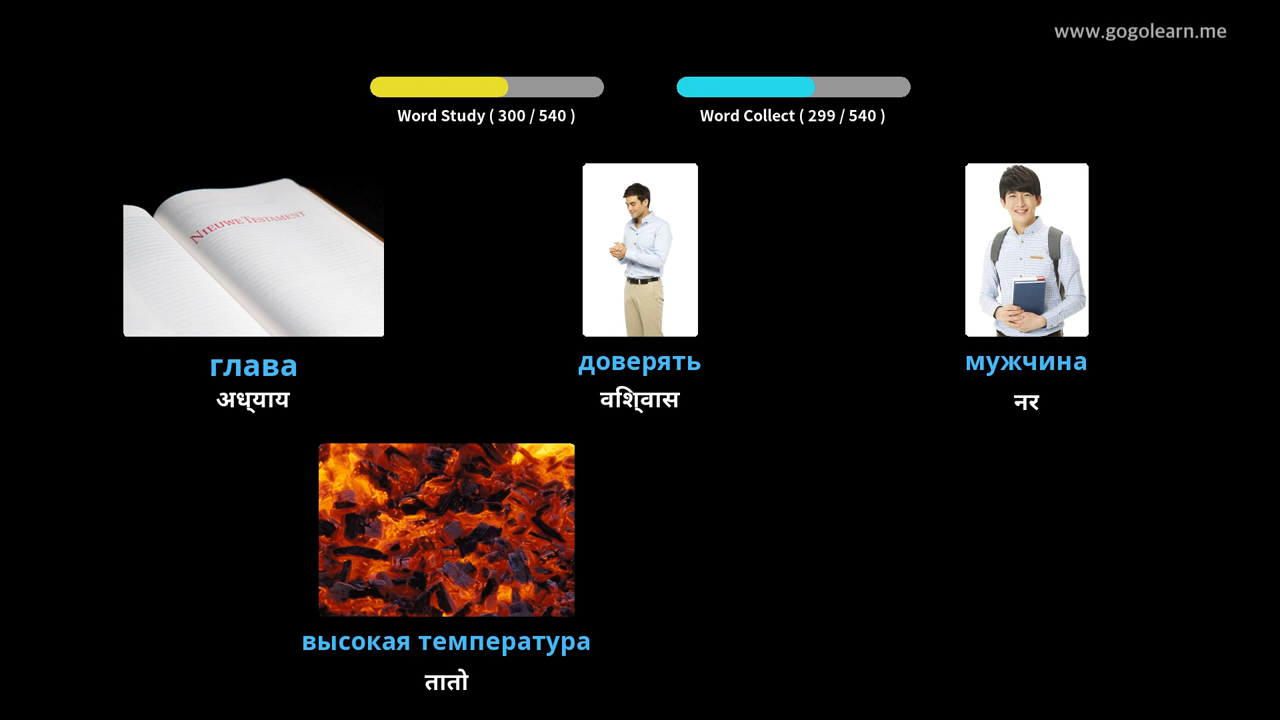 www.gogolearn.me
Word Study ( 300 / 540 )
Word Collect ( 299 / 540 )
NIEUWE TESTAMENT
глава
अध्याय
доверять
विश्वास
мужчина
नर
высокая температура
तातो